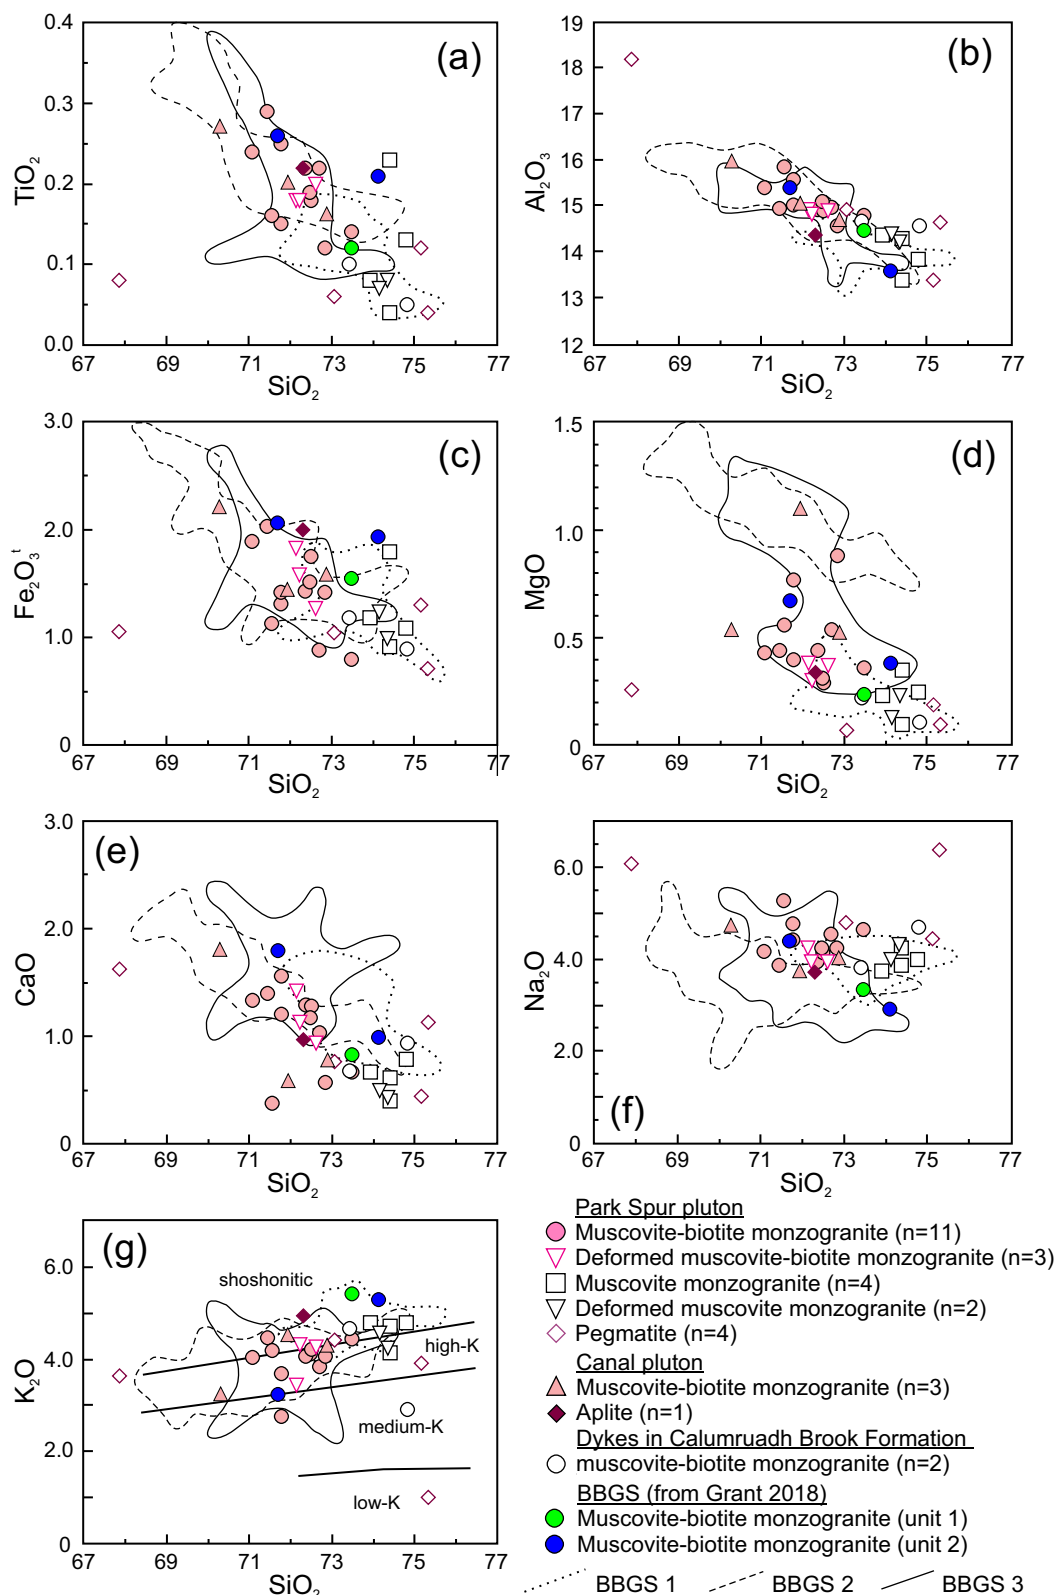 0.4
(a)
0.3
TiO2
0.2
0.1
0.0
67 69 71 73 75 77
SiO2
19
(b)
18
17
Al2O3
16
15
14
13
12
67 69 71 73 75 77
SiO2
3.0
(c)
2.0
Fe2O3t
1.0
0
67 69 71 73 75 77
SiO2
1.5
(d)
1.0
MgO
0.5
0
67 69 71 73 75 77
SiO2
3.0
(e)
2.0
CaO
1.0
0
67 69 71 73 75 77
SiO2
6.0
Na2O
4.0
2.0
(f)
0
67 69 71 73 75 77
SiO2
(g)
6.0
shoshonitic
high-K
4.0
K2O
medium-K
2.0
low-K
0
67 69 71 73 75 77
SiO2
Park Spur pluton
Muscovite-biotite monzogranite (n=11)
Deformed muscovite-biotite monzogranite (n=3)
Muscovite monzogranite (n=4)
Deformed muscovite monzogranite (n=2)
Pegmatite (n=4)
Canal pluton
Muscovite-biotite monzogranite (n=3)
Aplite (n=1)
Dykes in Calumruadh Brook Formation
muscovite-biotite monzogranite (n=2)
BBGS (from Grant 2018)
Muscovite-biotite monzogranite (unit 1)
Muscovite-biotite monzogranite (unit 2)
BBGS 1 BBGS 2 BBGS 3